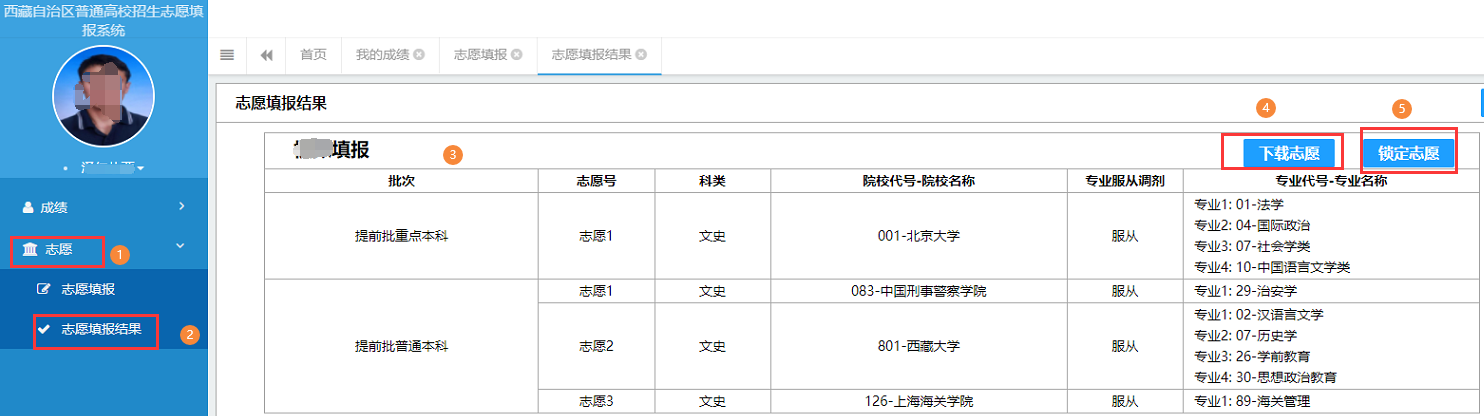 西藏自治区普通高校招生志愿填
报系统
首页 我的成绩 志愿填报 志愿填报结果
成绩
志愿 1
志愿填报
志愿填报结果 2
志愿填报结果
4 5
填报 3 下载志愿 锁定志愿
批次 志愿号 科类 院校代号-院校名称 专业服从调剂 专业代号-专业名称
提前批重点本科 志愿1 文史 001-北京大学 服从
专业1: 01-法学
专业2: 04-国际政治
专业3: 07-社会学类
专业4: 10-中国语言文学类
提前批普通本科
志愿1 文史 083-中国刑事警察学院 服从 专业1: 29-治安学
志愿2 文史 801-西藏大学 服从
专业1: 02-汉语言文学
专业2: 07-历史学
专业3: 26-学前教育
专业4: 30-思想政治教育
志愿3 文史 126-上海海关学院 服从 专业1: 89-海关管理